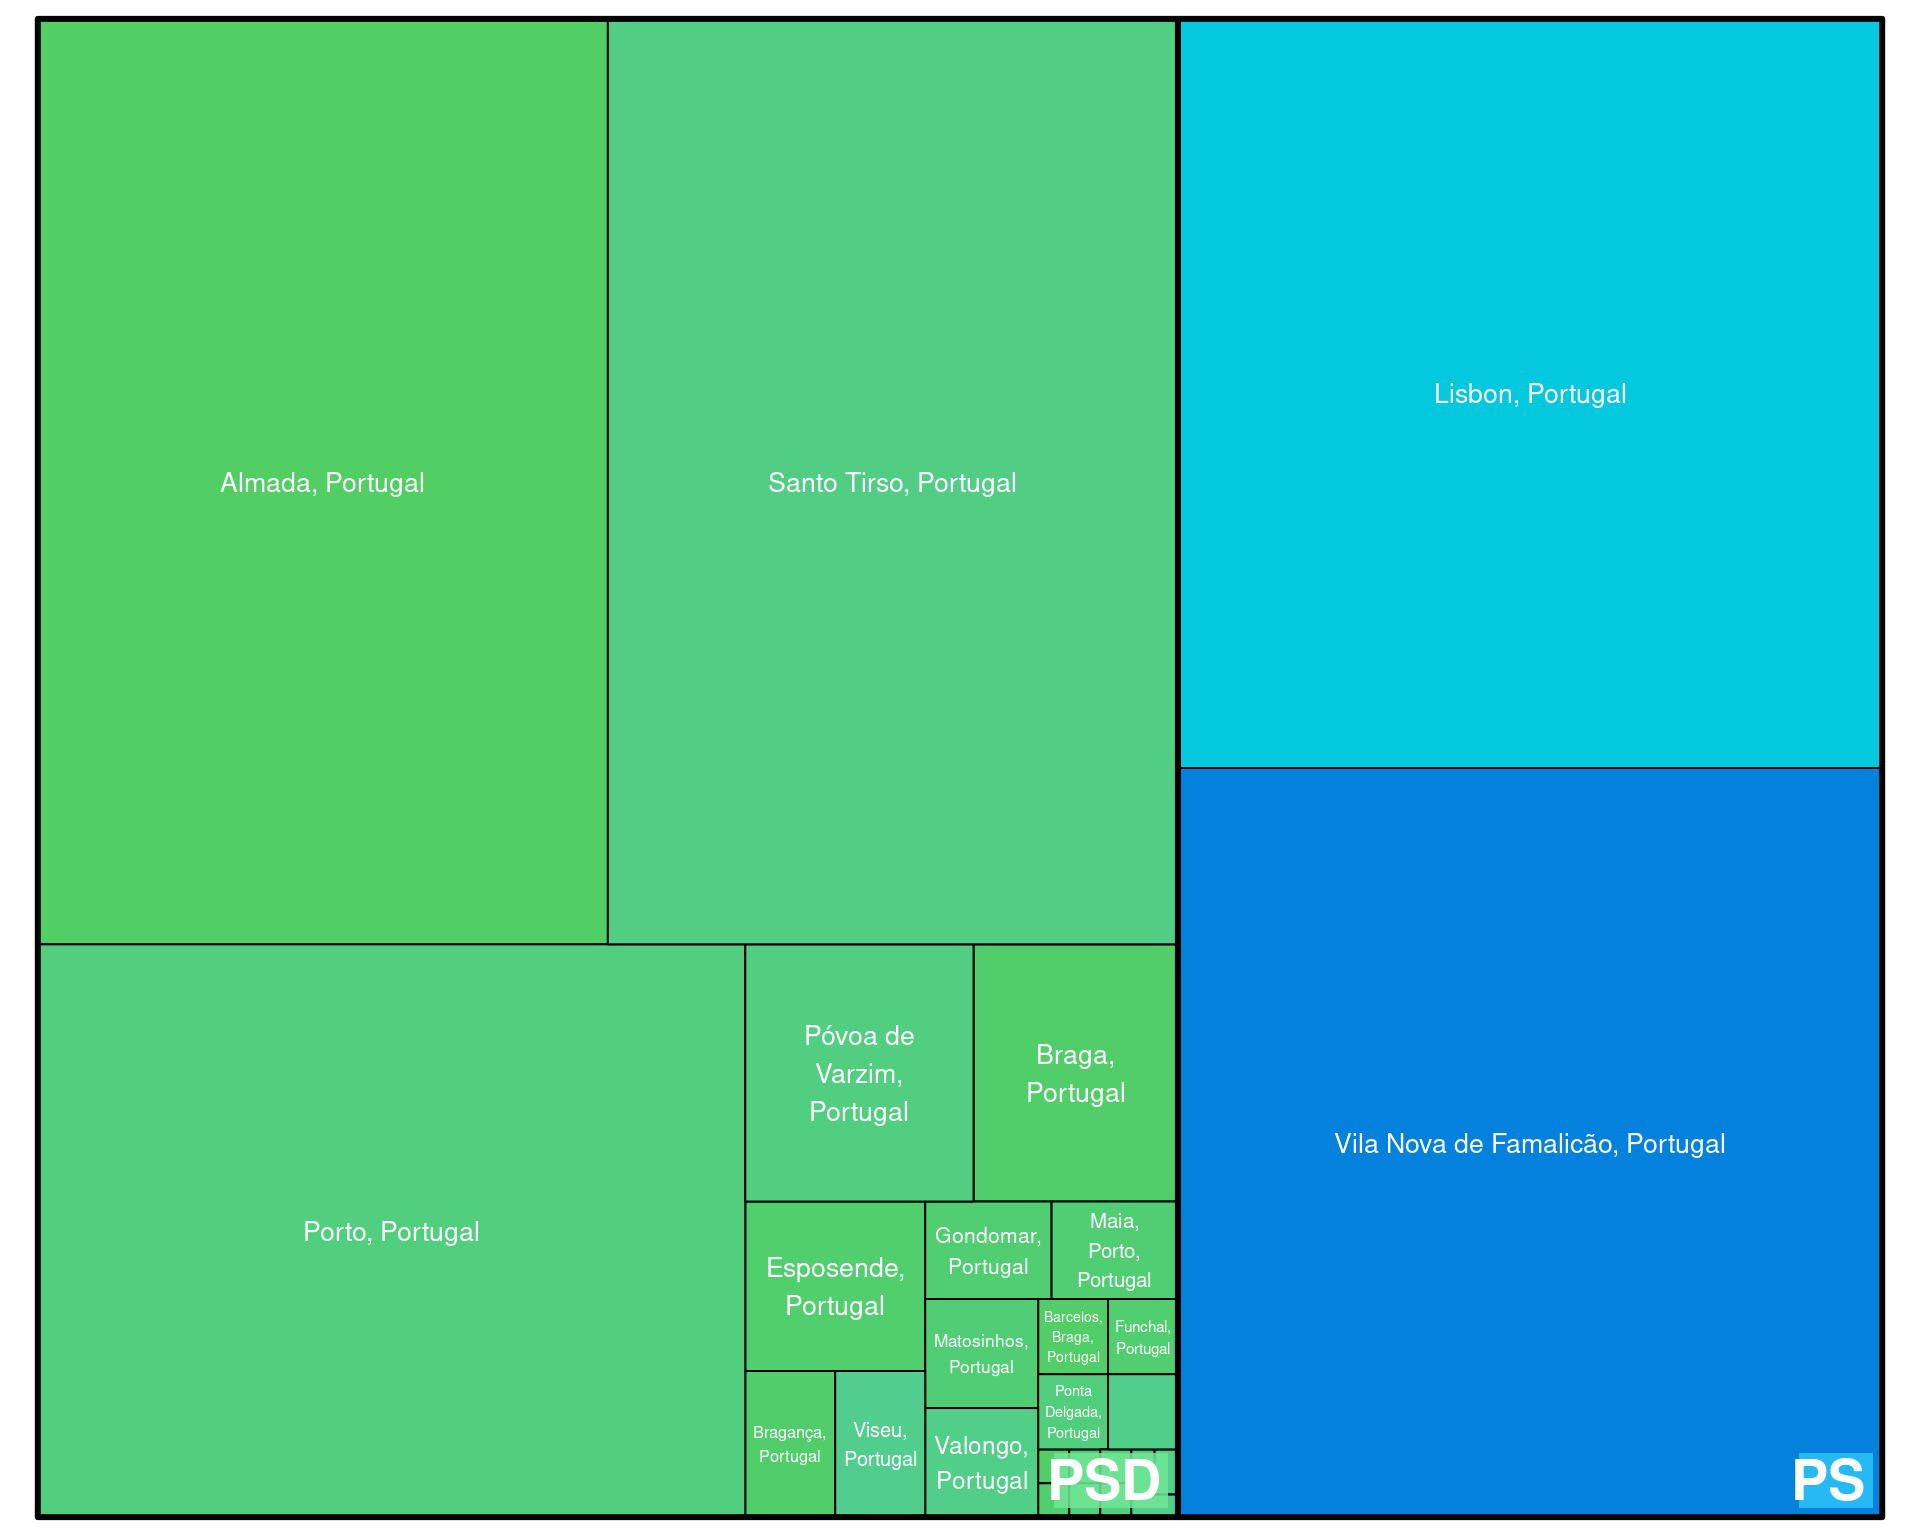 Almada, Portugal
Santo Tirso, Portugal
Lisbon, Portugal
Vila Nova de Famalicão, Portugal
Porto, Portugal
Póvoa de
Varzim,
Portugal
Braga,
Portugal
Esposende,
Portugal
Gondomar,
Portugal
Maia,
Porto,
Portugal
Matosinhos,
Portugal
Barcelos,
Braga,
Portugal
Funchal,
Portugal
Ponta
Delgada,
Portugal
Bragança,
Portugal
Viseu,
Portugal
Valongo,
Portugal
PSD
PS